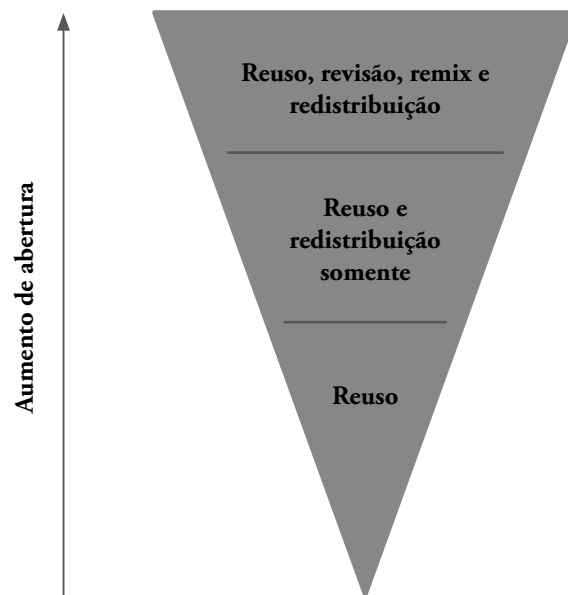 Reuso, revisão, remix e
redistribuição
Reuso e
redistribuição
somente
Reuso
Aumento de abertura